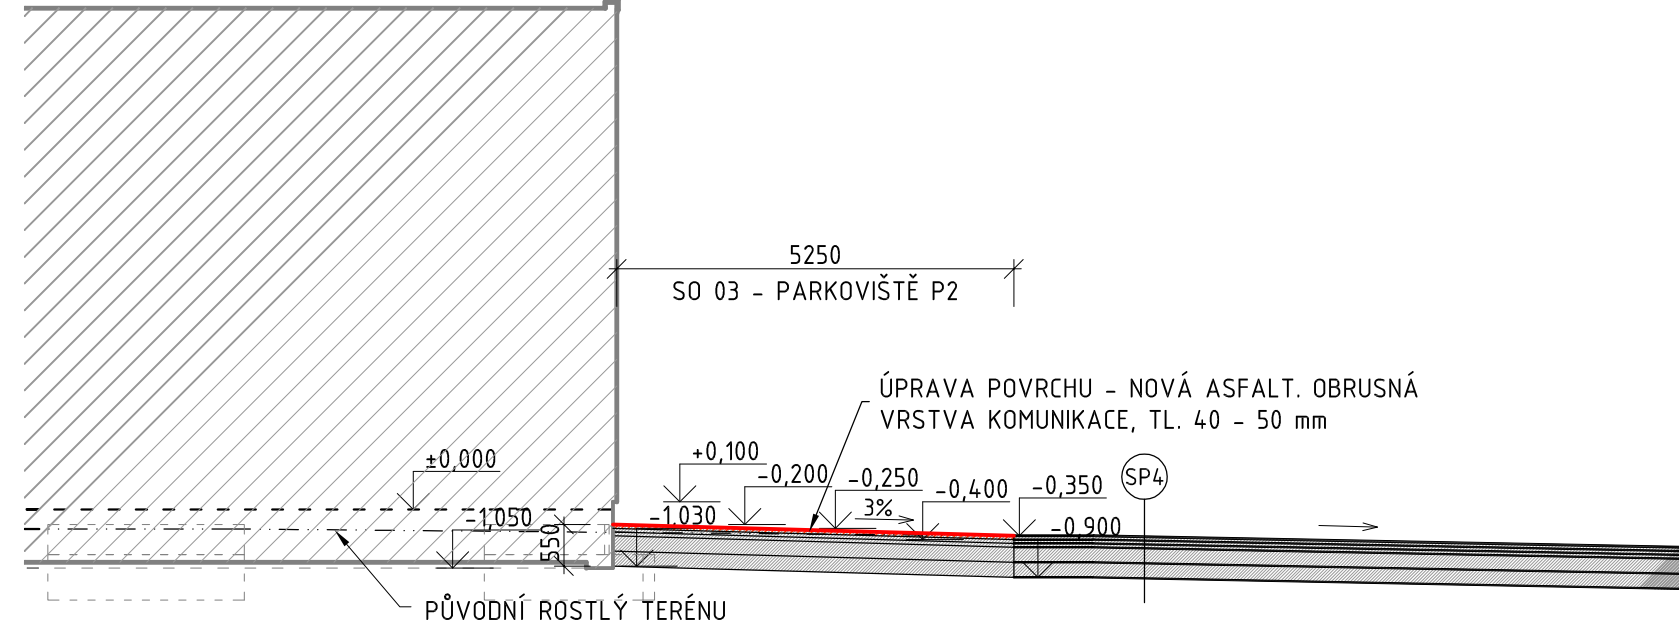 5250
SO 03 - PARKOVIŠTĚ P2
ÚPRAVA POVRCHU - NOVÁ ASFALT. OBRUSNÁ
VRSTVA KOMUNIKACE, TL. 40 - 50 mm
±0,000
+0,100
-0,200
-0,250
-0,400
-0,350
SP4
3%
-1,050
-1,030
-0,900
550
PŮVODNÍ ROSTLÝ TERÉNU